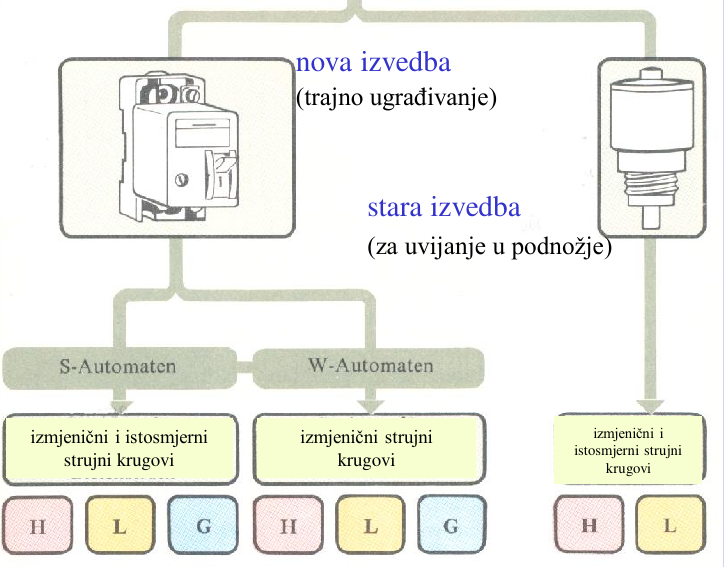 nova izvedba
(trajno ugrađivanje)
stara izvedba
(za uvijanje u podnožje)
S-Automaten
W-Automaten
izmjenični i istosmjerni
strujni krugovi
izmjenični strujni
krugovi
izmjenični i
istosmjerni strujni
krugovi
H
L
G
H
L
G
H
L